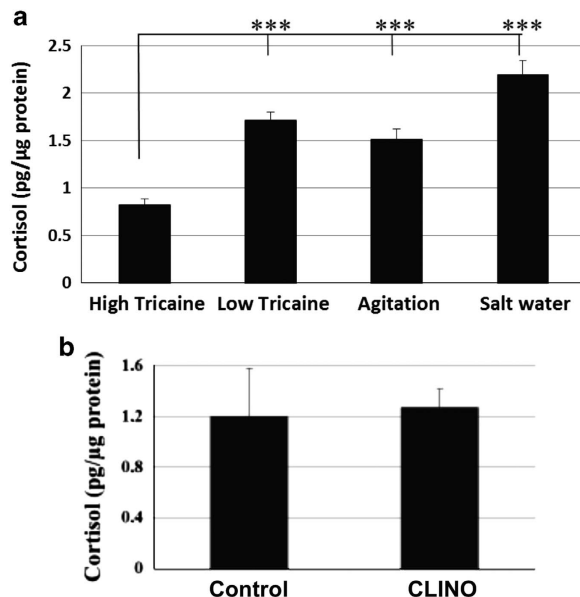 a
*** *** ***
Cortisol (pg/µg protein)
2.5
2
1.5
1
0.5
0
High Tricaine Low Tricaine Agitation Salt water
b
Cortisol (pg/µg protein)
1.6
1.2
0.8
0.4
0
Control CLINO